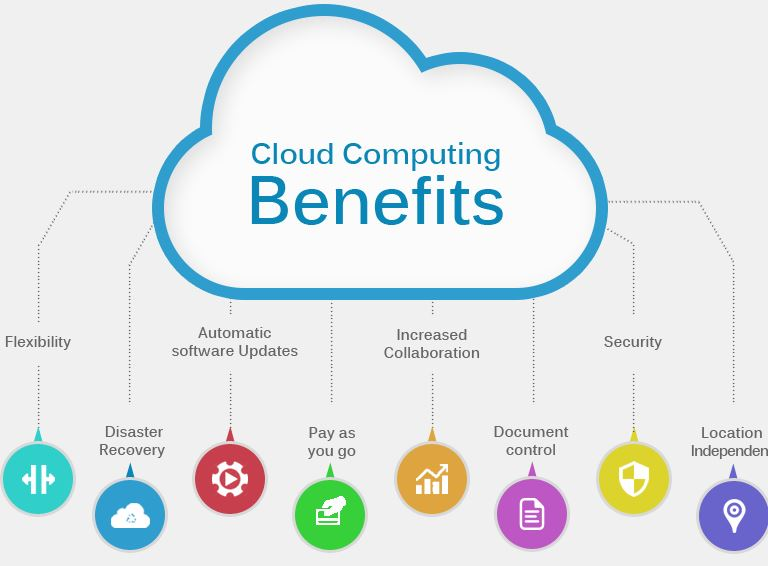 Cloud Computing
Benefits
Flexibility
Automatic
software Updates
Increased
Collaboration
Security
Disaster
Recovery
Pay as
you go
Document
control
Location
Independen